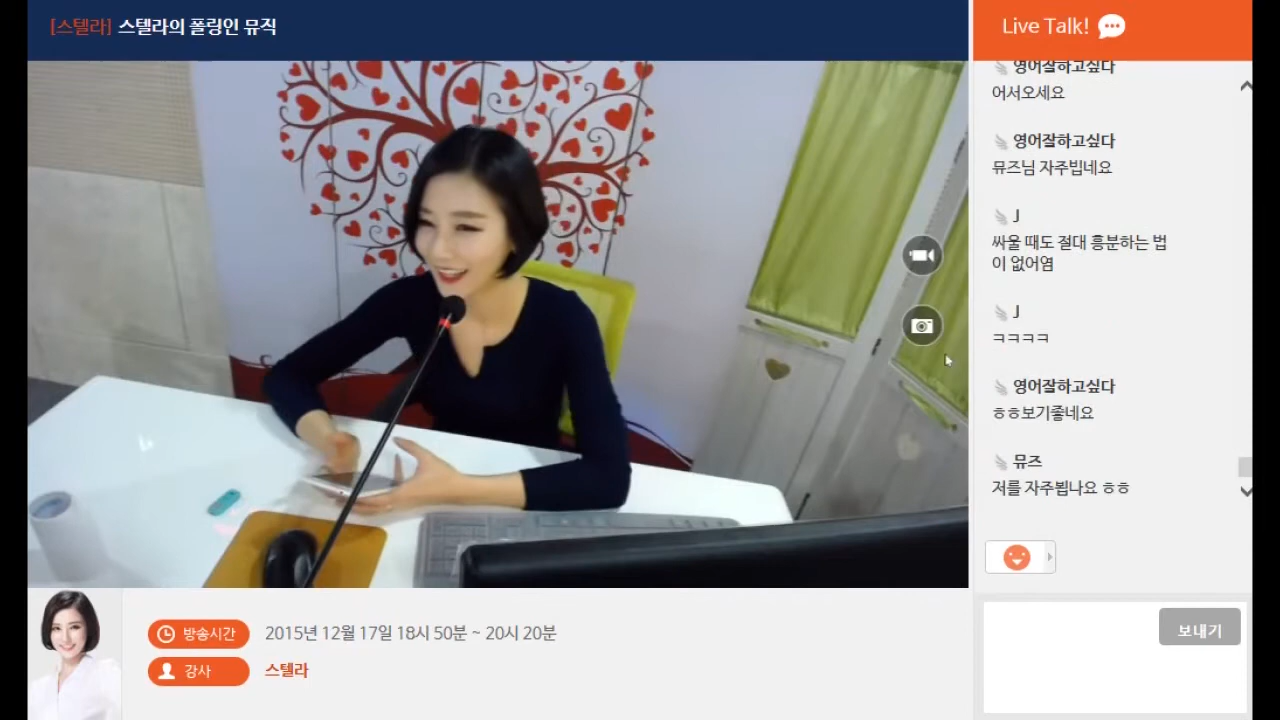 [스텔라] 스텔라의 폴링인 뮤직
Live Talk!
영어잘하고싶다
어서오세요
영어잘하고싶다
뮤즈님 자주빕네요
J
싸울 때도 절대 흥분하는 법
이 없어염
J
ㅋㅋㅋㅋ
영어잘하고싶다
ㅎㅎ보기좋네요
뮤즈
저를 자주뵙나요 ㅎㅎ
보내기
방송시간 2015년 12월 17일 18시 50분 ~ 20시 20분
강사 스텔라